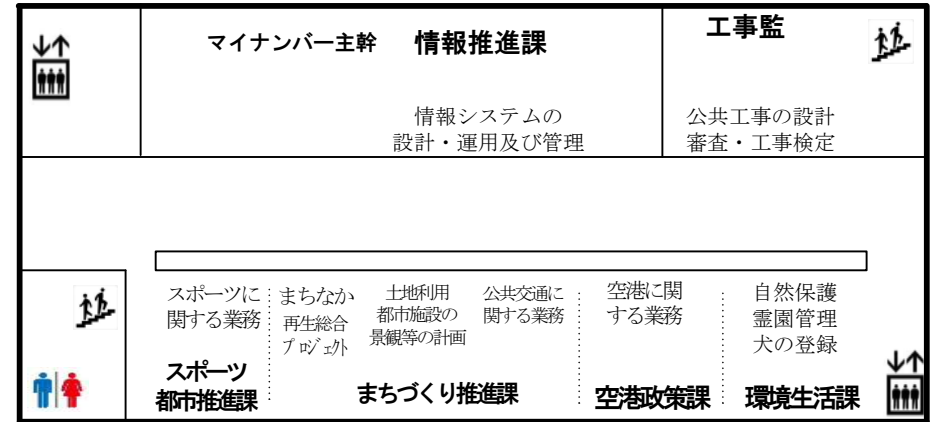 マイナンバー主幹 情報推進課
情報システムの
設計・運用及び管理
工事監
公共工事の設計
審査・工事検定
スポーツに
関する業務
スポーツ
都市推進課
まちなか
再生総合
プロジェクト
土地利用
都市施設の
景観等の計画
公共交通に
関する業務
まちづくり推進課
空港に関
する業務
空港政策課
自然保護
霊園管理
犬の登録
環境生活課